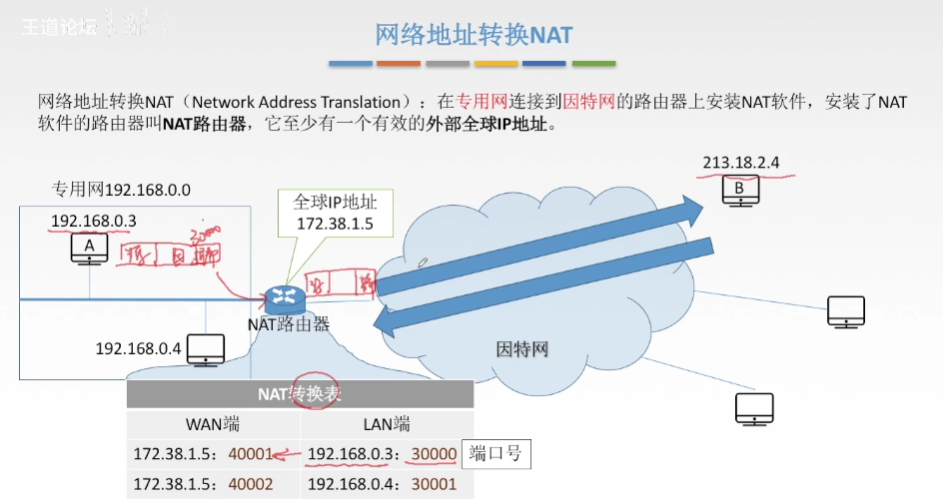 王道论坛
网络地址转换NAT
网络地址转换NAT（Network Address Translation）：在专用网连接到因特网的路由器上安装NAT软件，安装了NAT
软件的路由器叫NAT路由器，它至少有一个有效的外部全球IP地址。
213.18.2.4
B
专用网192.168.0.0
192.168.0.3
A
30000
全球IP地址
172.38.1.5
NAT路由器
192.168.0.4
因特网
NAT转换表
WAN端 LAN端
172.38.1.5：40001 192.168.0.3：30000 端口号
172.38.1.5：40002 192.168.0.4：30001